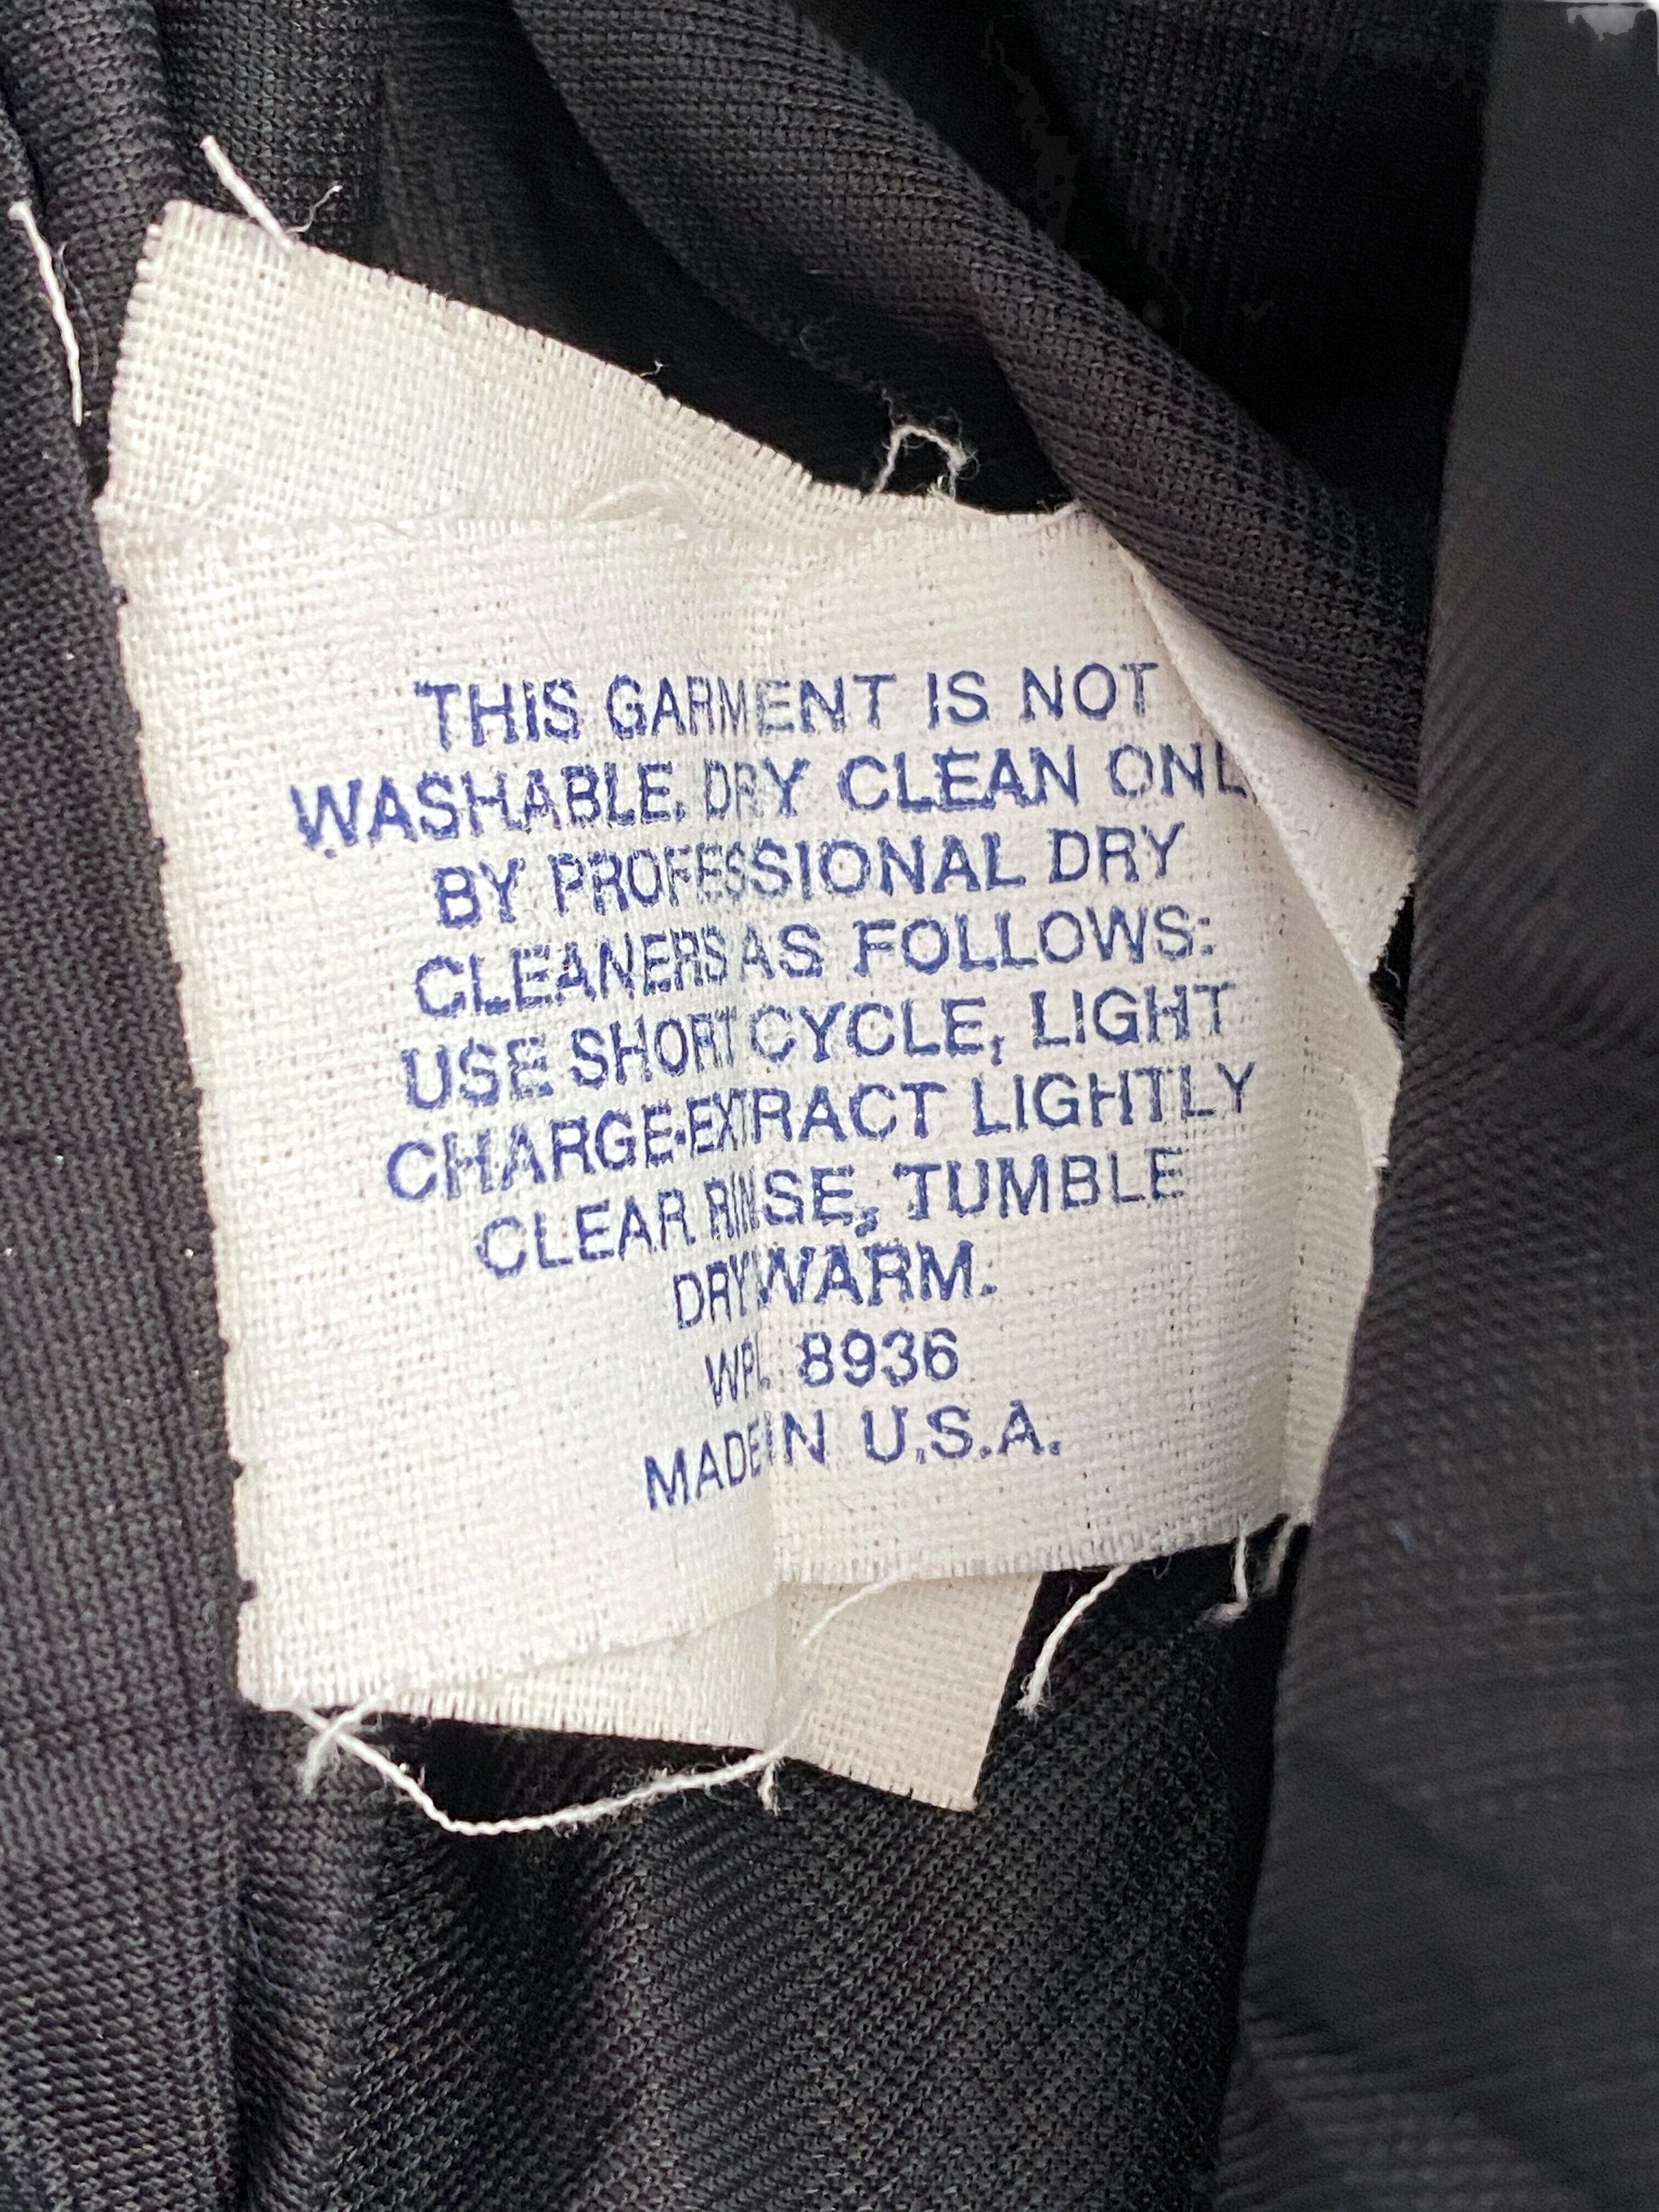 THIS GARMENT IS NOT
WASHABLE. DRY CLEAN ONL
BY PROFESSIONAL DRY
CLEANERS AS FOLLOWS:
USE SHORT CYCLE, LIGHT
CHARGE-EXTRACT LIGHTLY
CLEAR RINSE, TUMBLE
DRY WARM.
WPL 8936
MADE IN U.S.A.